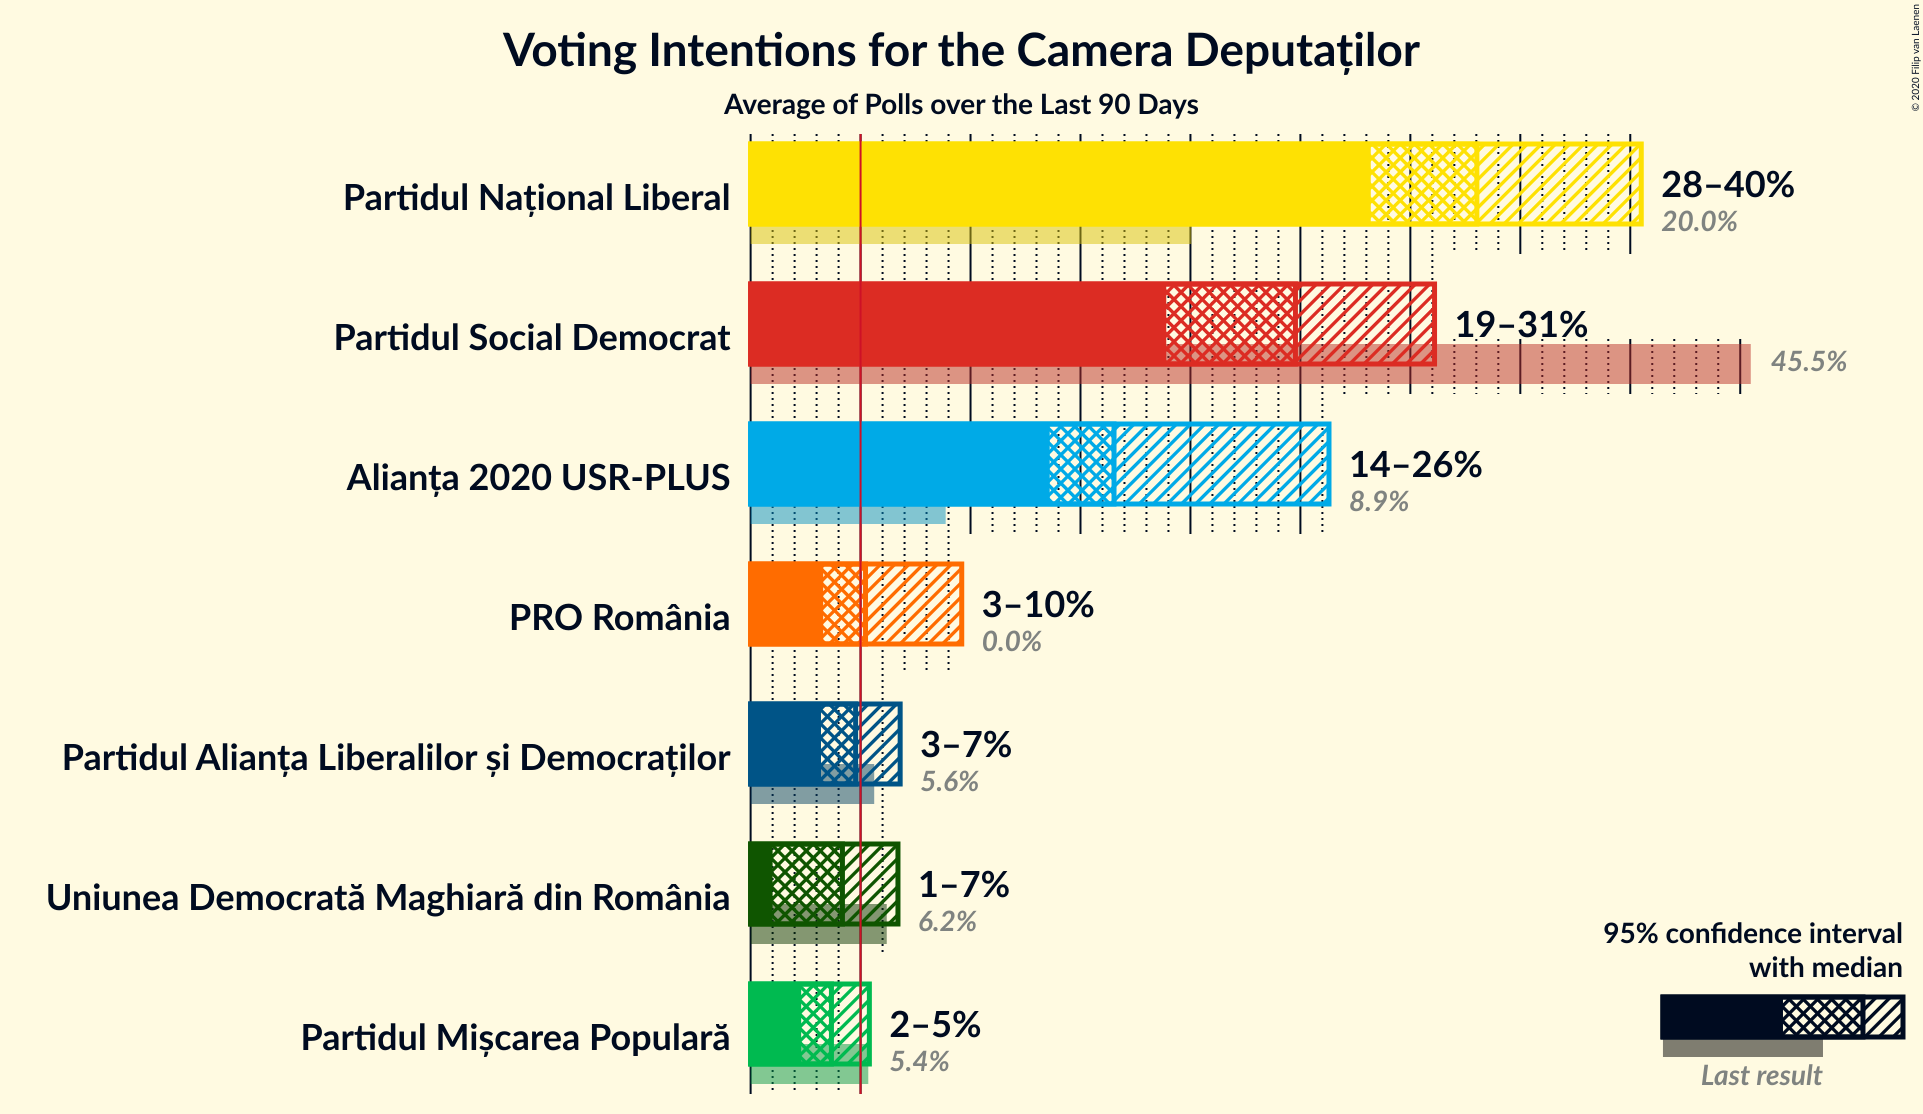 Voting Intentions for the Camera Deputaților
Average of Polls over the Last 90 Days
© 2020 Filip van Laenen
Partidul Național Liberal
28–40%
20.0%
Partidul Social Democrat
19–31%
45.5%
Alianța 2020 USR-PLUS
14–26%
8.9%
PRO România
3–10%
0.0%
Partidul Alianța Liberalilor și Democraților
3–7%
5.6%
Uniunea Democrată Maghiară din România
1–7%
6.2%
Partidul Mișcarea Populară
2–5%
5.4%
95% confidence interval
with median
Last result